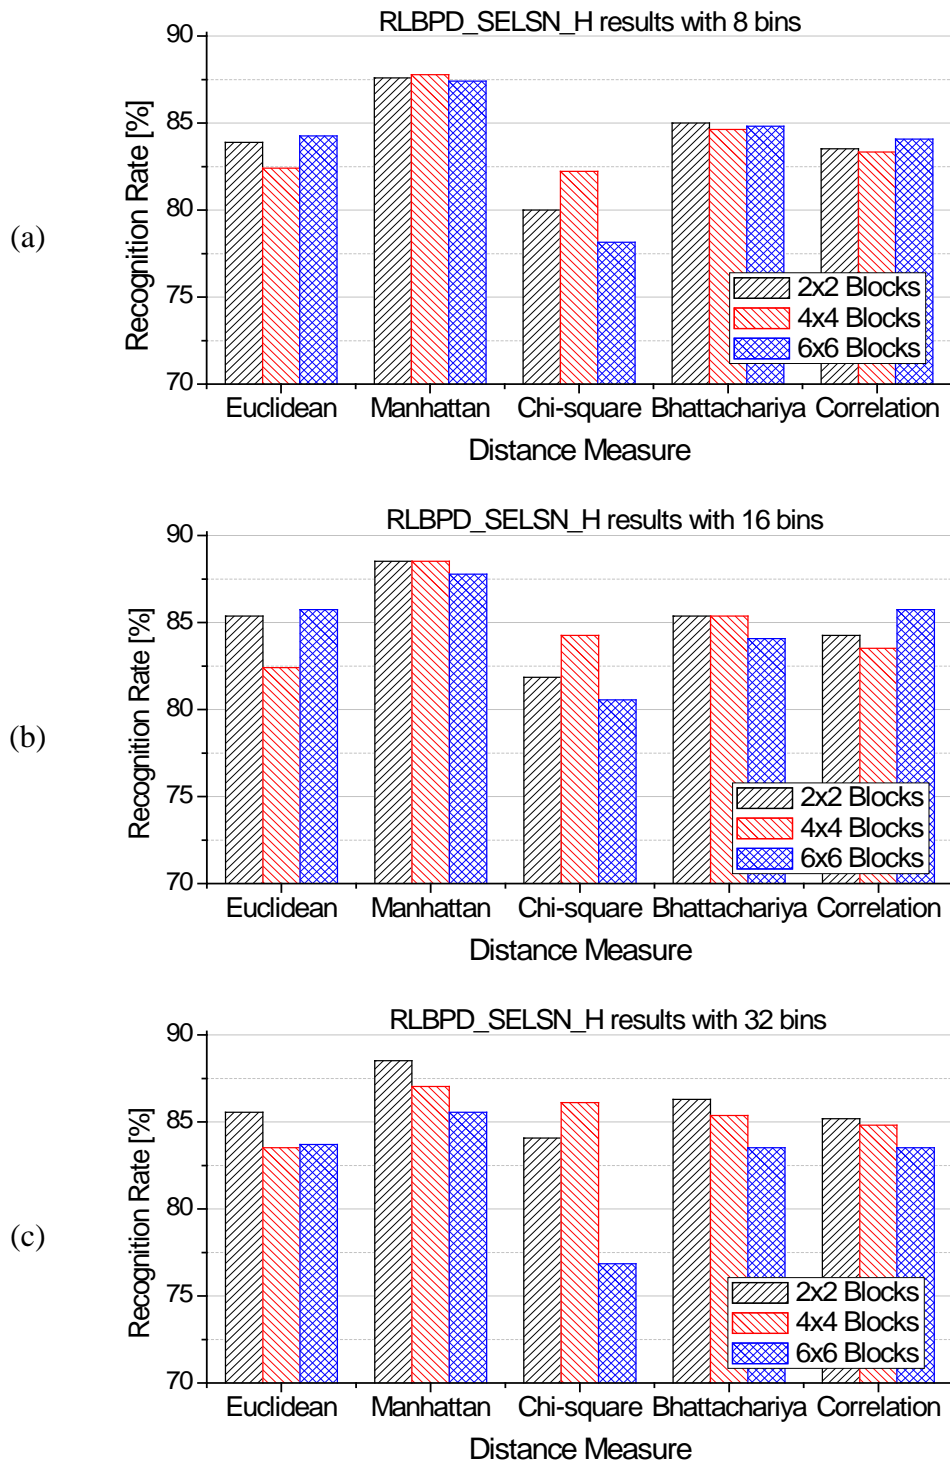 RLBPD_SELSN_H results with 8 bins
90
85
80
75
70
Recognition Rate [%]
(a)
2x2 Blocks
4x4 Blocks
6x6 Blocks
Euclidean Manhattan Chi-square Bhattachariya Correlation
Distance Measure
RLBPD_SELSN_H results with 16 bins
90
85
80
75
70
Recognition Rate [%]
(b)
2x2 Blocks
4x4 Blocks
6x6 Blocks
Euclidean Manhattan Chi-square Bhattachariya Correlation
Distance Measure
RLBPD_SELSN_H results with 32 bins
90
85
80
75
70
Recognition Rate [%]
(c)
2x2 Blocks
4x4 Blocks
6x6 Blocks
Euclidean Manhattan Chi-square Bhattachariya Correlation
Distance Measure